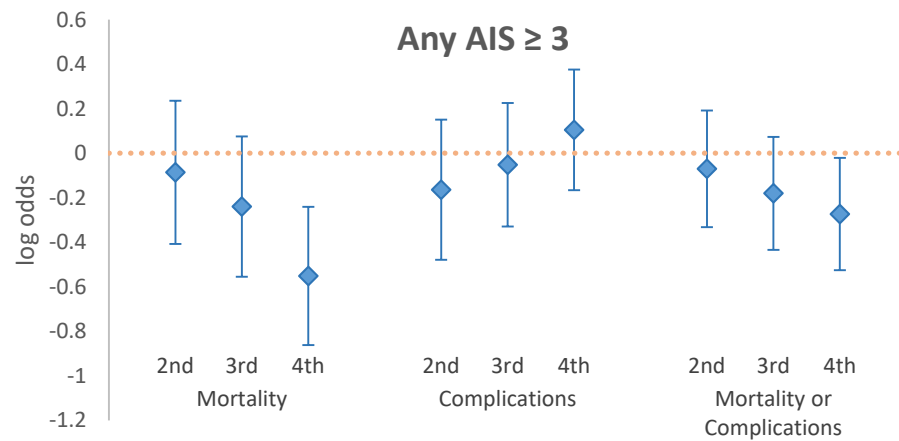 Any AIS ≥ 3
log odds
0.6
0.4
0.2
0
-0.2
-0.4
-0.6
-0.8
-1
-1.2
2nd 3rd 4th 2nd 3rd 4th 2nd 3rd 4th
Mortality Complications Mortality or
Complications